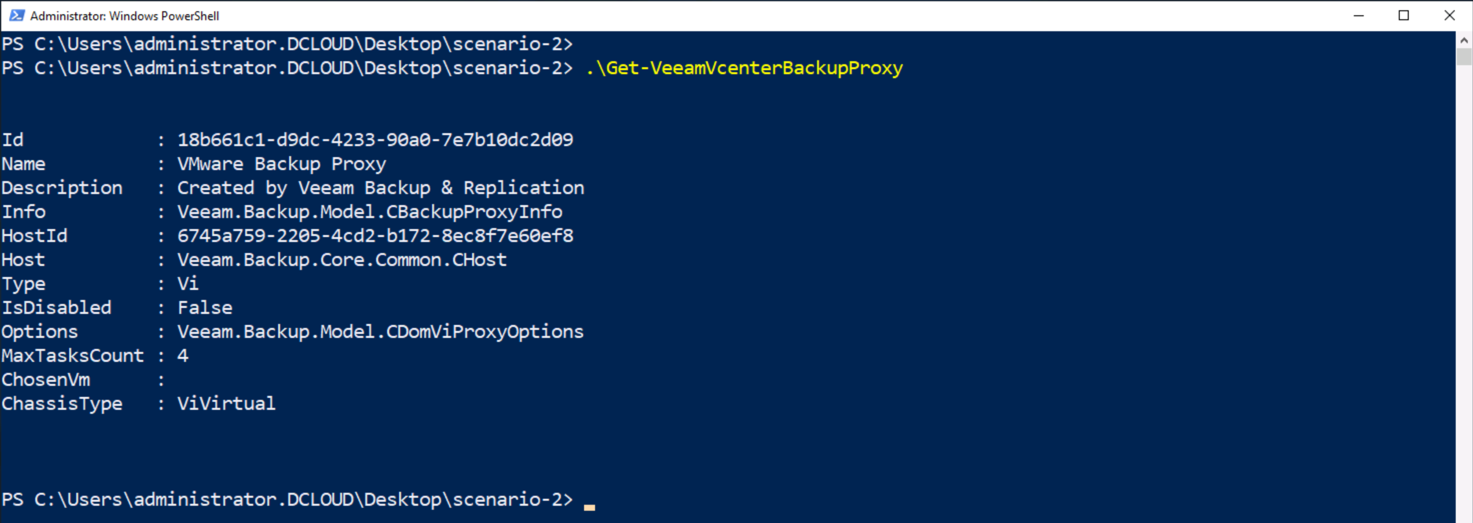 Administrator: Windows PowerShell
PS C:\Users\administrator.DCLOUD\Desktop\scenario-2>
PS C:\Users\administrator.DCLOUD\Desktop\scenario-2> .\Get-VeeamVcenterBackupProxy
Id : 18b661c1-d9dc-4233-90a0-7e7b10dc2d09
Name : VMware Backup Proxy
Description : Created by Veeam Backup & Replication
Info : Veeam.Backup.Model.CBackupProxyInfo
HostId : 6745a759-2205-4cd2-b172-8ec8f7e60ef8
Host : Veeam.Backup.Core.Common.CHost
Type : Vi
IsDisabled : False
Options : Veeam.Backup.Model.CDomViProxyOptions
MaxTasksCount : 4
ChosenVm :
ChassisType : ViVirtual
PS C:\Users\administrator.DCLOUD\Desktop\scenario-2>